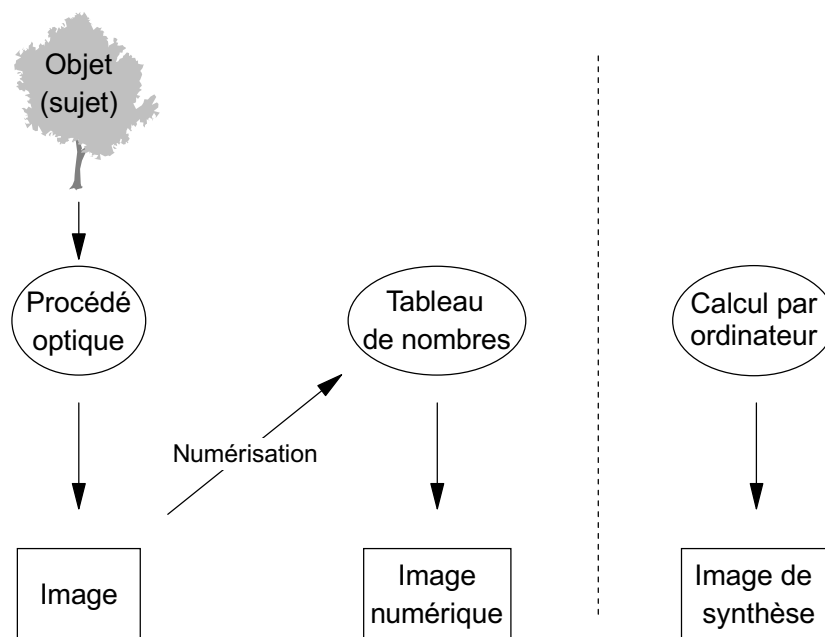 Objet
(sujet)
Procédé
optique
Tableau
de nombres
Calcul par
ordinateur
Numérisation
Image
Image
numérique
Image de
synthèse